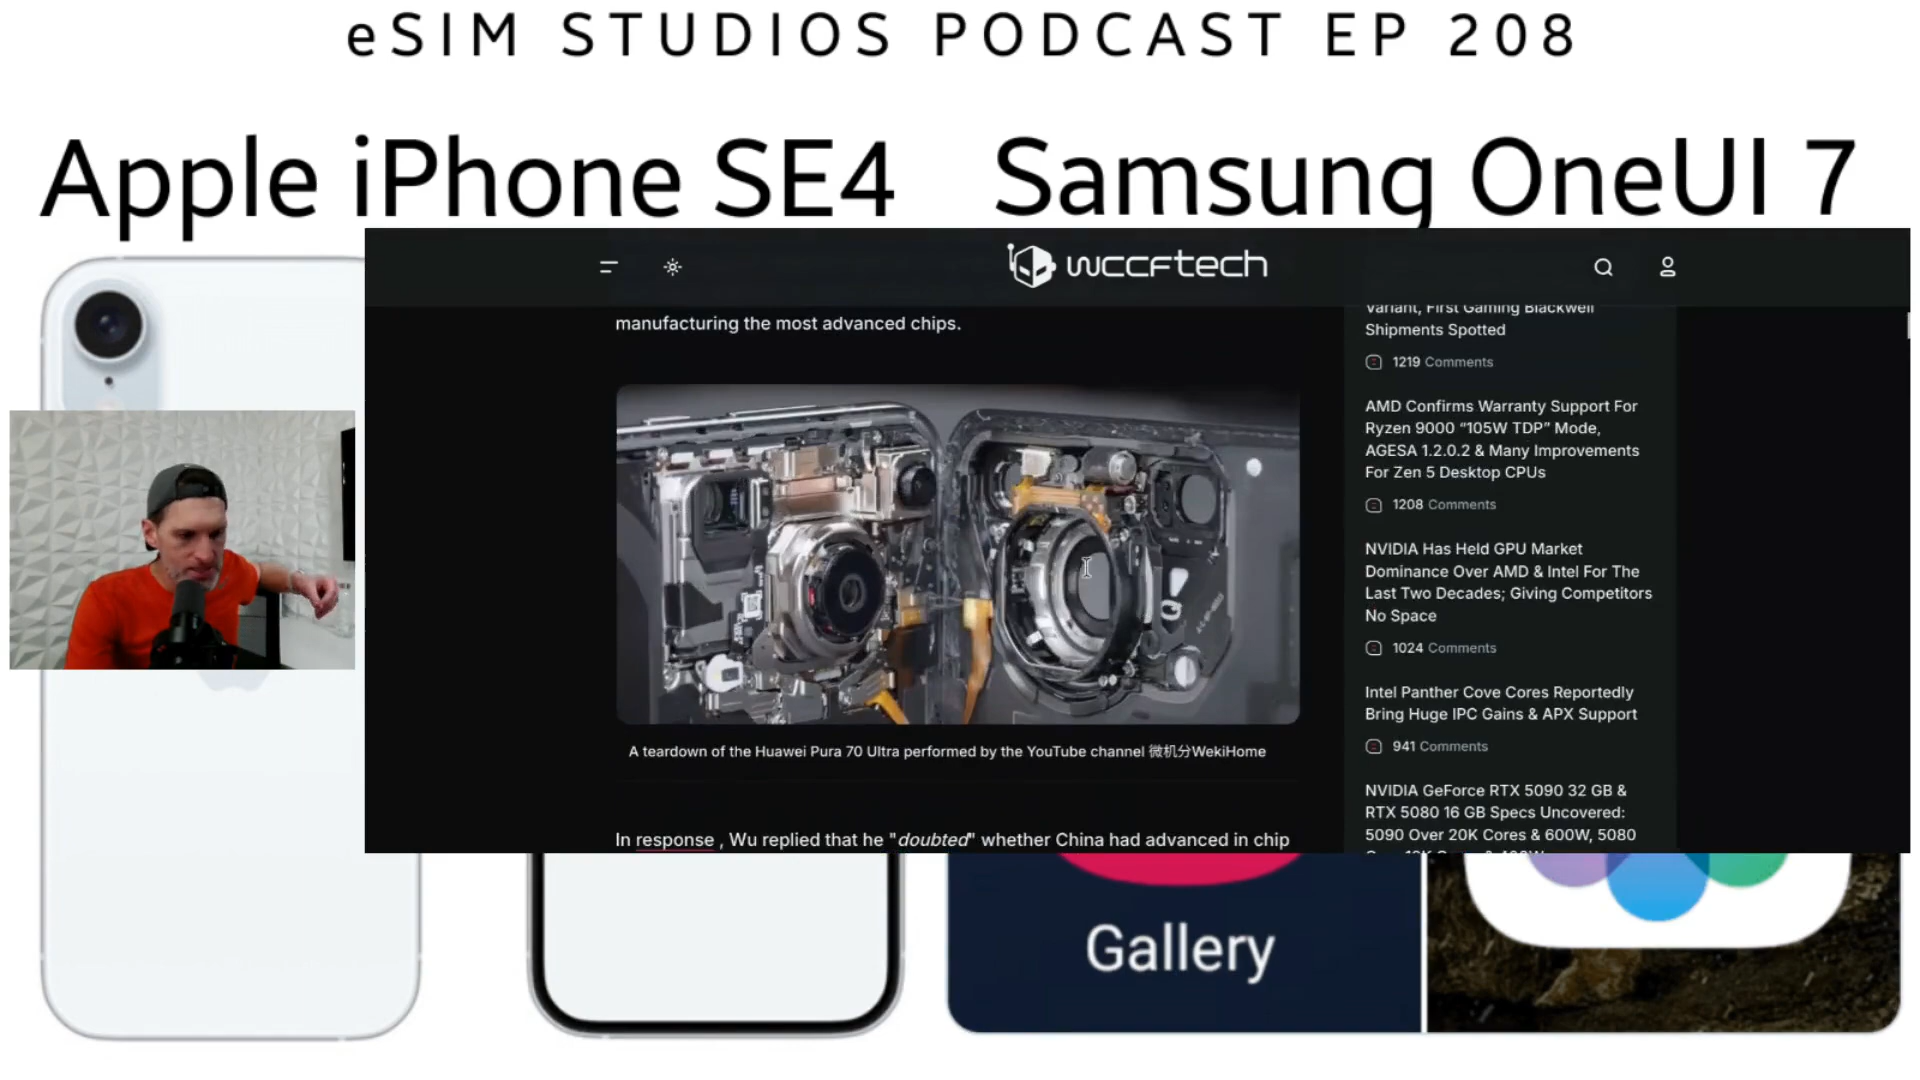 eSIM STUDIOS PODCAST EP 208
Apple iPhone SE4 Samsung OneUI 7
wccFtech
manufacturing the most advanced chips.
A teardown of the Huawei Pura 70 Ultra performed by the YouTube channel 微机分WekiHome
In response , Wu replied that he "doubted" whether China had advanced in chip
Variant, First Gaming Blackwell
Shipments Spotted
1219 Comments
AMD Confirms Warranty Support For
Ryzen 9000 “105W TDP” Mode,
AGESA 1.2.0.2 & Many Improvements
For Zen 5 Desktop CPUs
1208 Comments
NVIDIA Has Held GPU Market
Dominance Over AMD & Intel For The
Last Two Decades; Giving Competitors
No Space
1024 Comments
Intel Panther Cove Cores Reportedly
Bring Huge IPC Gains & APX Support
941 Comments
NVIDIA GeForce RTX 5090 32 GB &
RTX 5080 16 GB Specs Uncovered:
5090 Over 20K Cores & 600W, 5080
Gallery